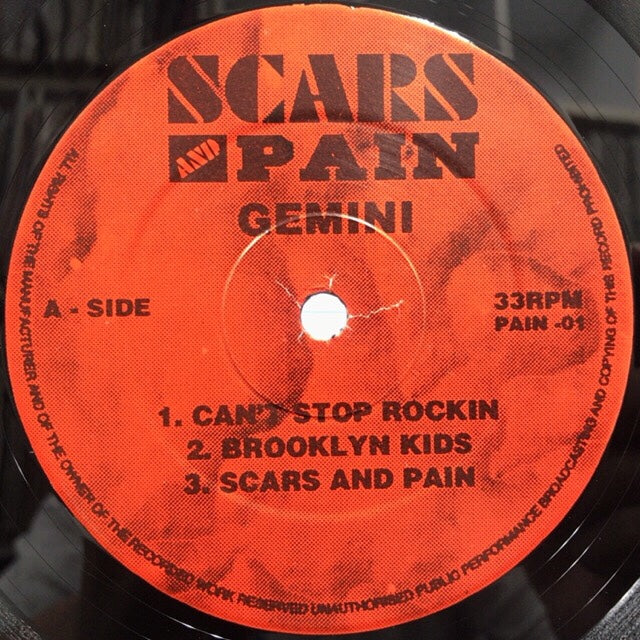 SCARS
AND PAIN
GEMINI
A - SIDE
33RPM
PAIN -01
1. CAN'T STOP ROCKIN
2. BROOKLYN KIDS
3. SCARS AND PAIN
ALL RIGHTS OF THE MANUFACTURER AND OF THE OWNER OF THE RECORDED WORK RESERVED UNAUTHORISED PUBLIC PERFORMANCE BROADCASTING AND COPYING OF THIS RECORD PROHIBITED